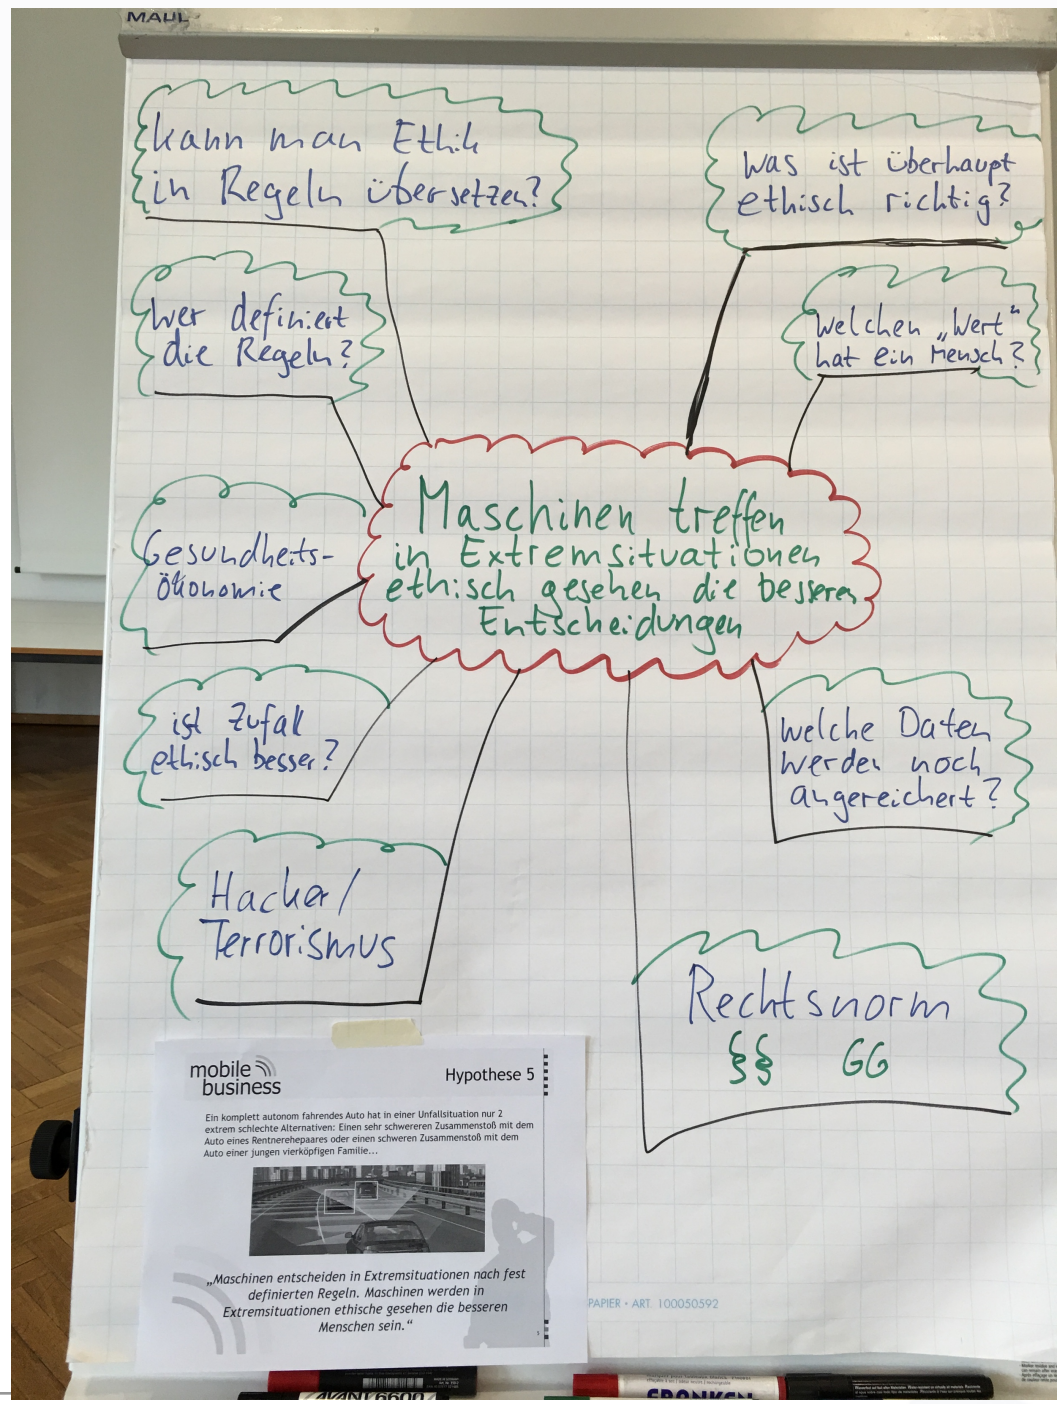 MAUL
kann man Ethik
in Regeln übersetzen?
Was ist überhaupt
ethisch richtig?
Wer definiert
die Regeln?
welchen „Wert“
hat ein Mensch?
Maschinen treffen
in Extremsituationen
ethisch gesehen die besseren
Entscheidungen
Gesundheits-
ökonomie
ist Zufall
ethisch besser?
welche Daten
werden noch
angereichert?
Hacker/
Terrorismus
Rechtsnorm
§§ GG
mobile
business
Hypothese 5
Ein komplett autonom fahrendes Auto hat in einer Unfallsituation nur 2
extrem schlechte Alternativen: Einen sehr schwereren Zusammenstoß mit dem
Auto eines Rentnerehepaares oder einen schweren Zusammenstoß mit dem
Auto einer jungen vierköpfigen Familie...
„Maschinen entscheiden in Extremsituationen nach fest
definierten Regeln. Maschinen werden in
Extremsituationen ethische gesehen die besseren
Menschen sein.“
PAPIER • ART. 100050592